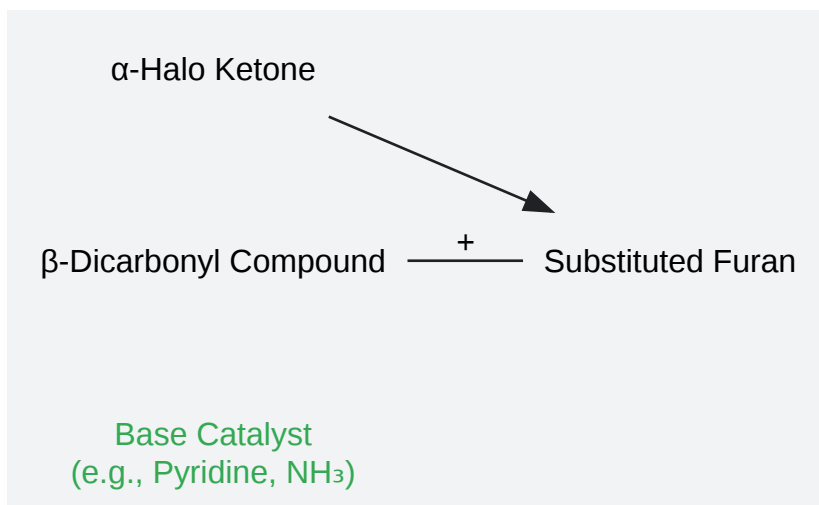 α-Halo Ketone
+
β-Dicarbonyl Compound
Substituted Furan
Base Catalyst
(e.g., Pyridine, NH₃)